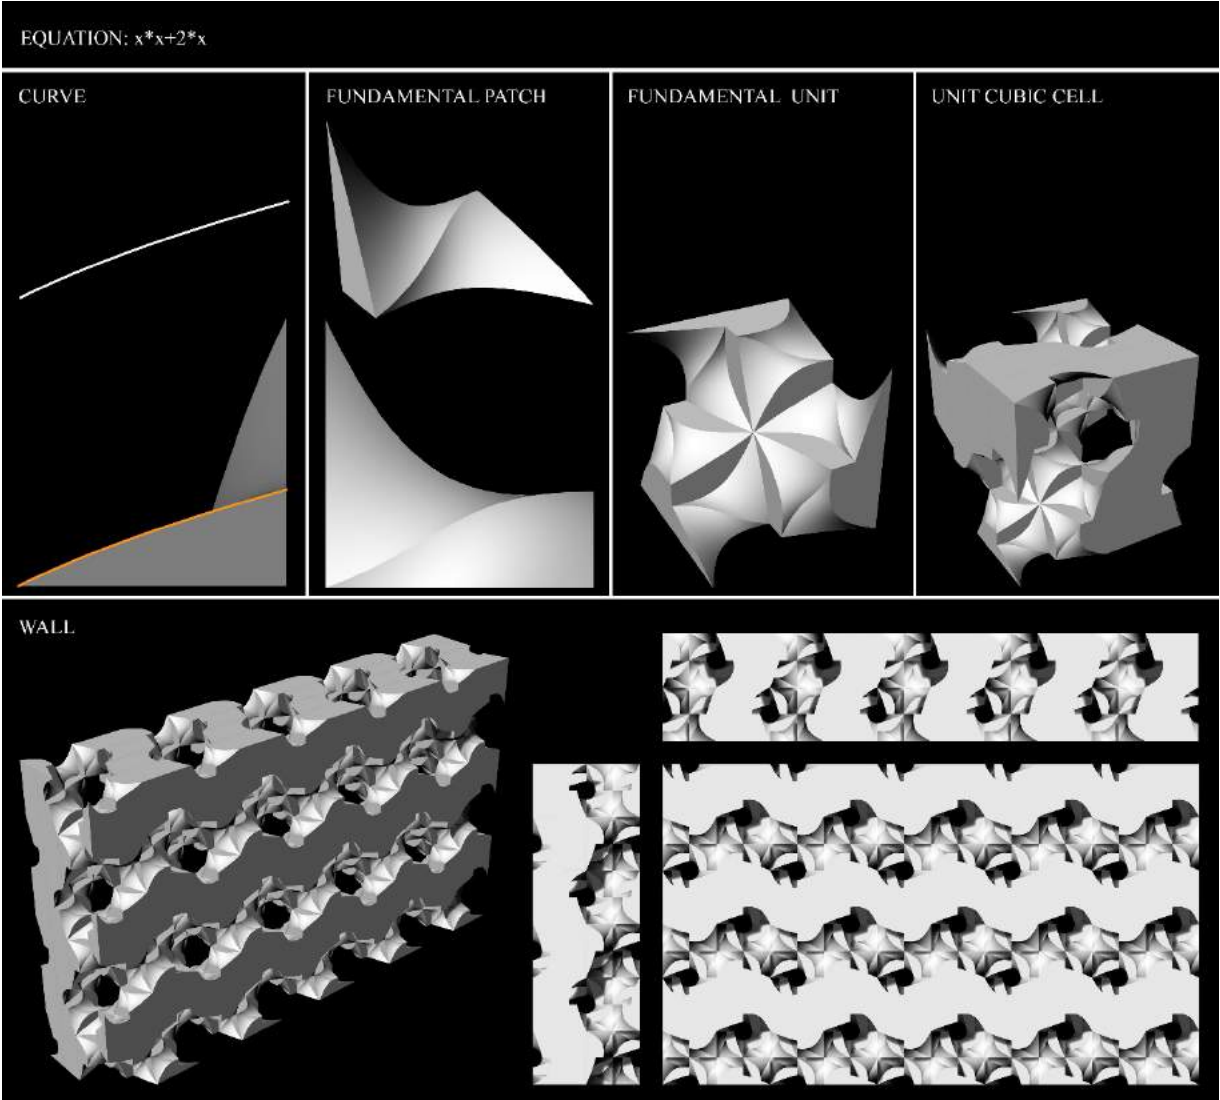 EQUATION: x*x+2*x
CURVE
FUNDAMENTAL PATCH
FUNDAMENTAL UNIT
UNIT CUBIC CELL
WALL